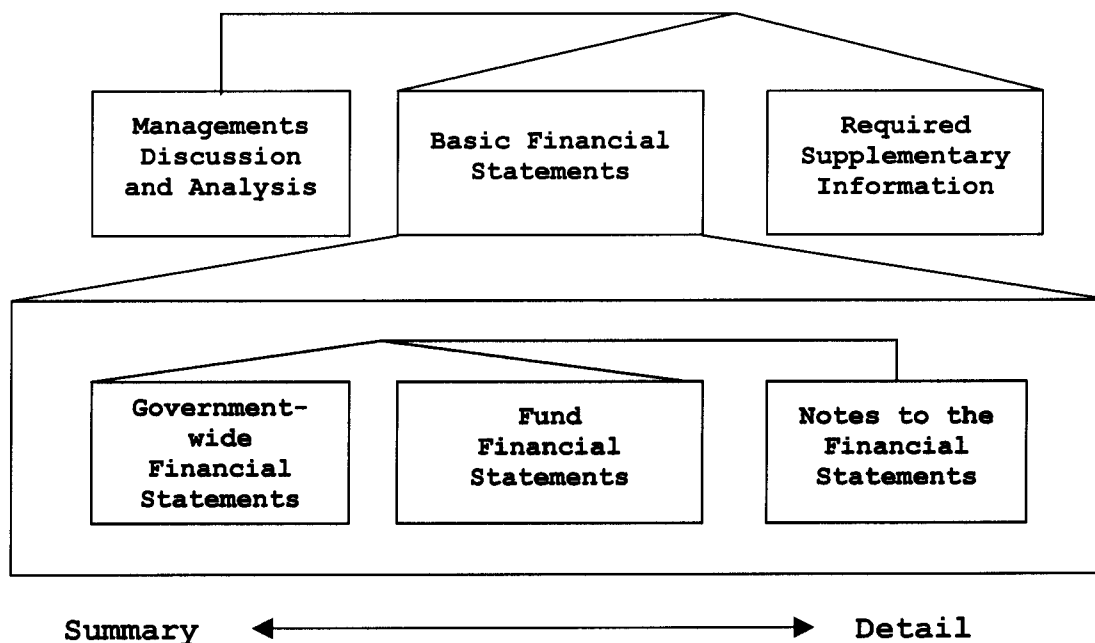 Managements
Discussion
and Analysis
Basic Financial
Statements
Required
Supplementary
Information
Government-
wide
Financial
Statements
Fund
Financial
Statements
Notes to the
Financial
Statements
Summary
Detail